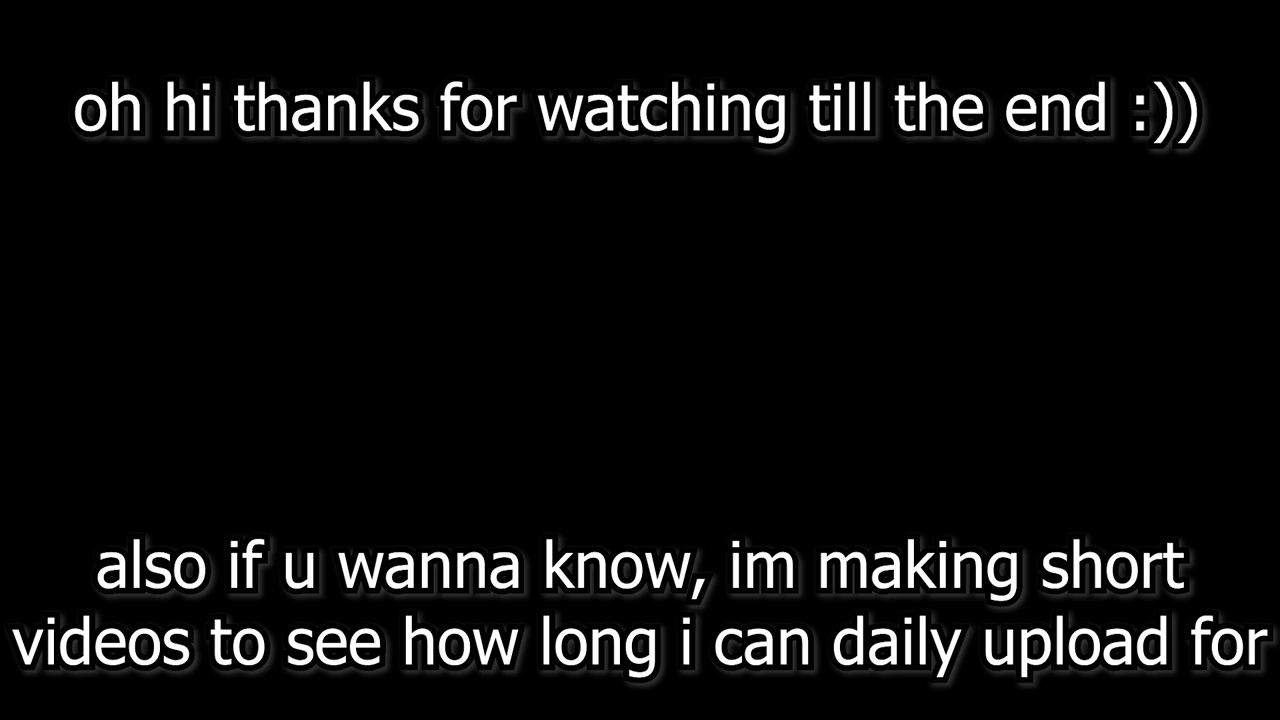 oh hi thanks for watching till the end :))
also if u wanna know, im making short
videos to see how long i can daily upload for